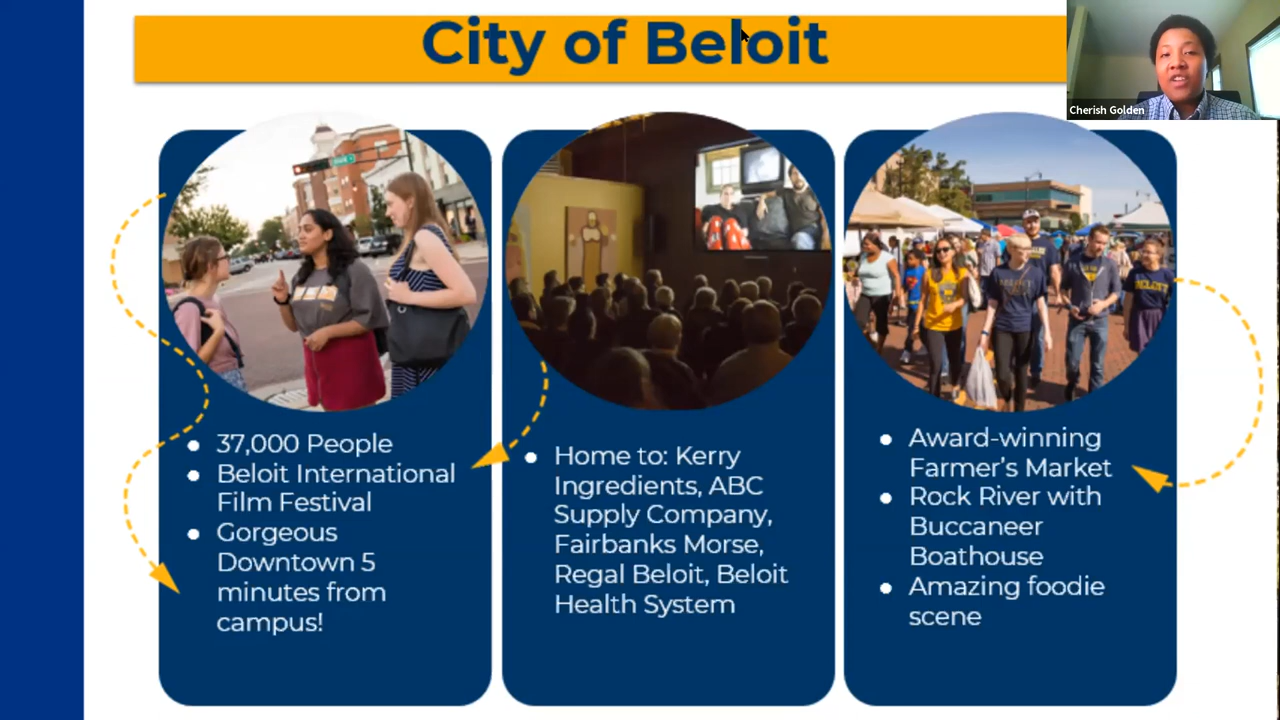 City of Beloit
Cherish Golden
37,000 People
Beloit International
Film Festival
Gorgeous
Downtown 5
minutes from
campus!
Home to: Kerry
Ingredients, ABC
Supply Company,
Fairbanks Morse,
Regal Beloit, Beloit
Health System
Award-winning
Farmer's Market
Rock River with
Buccaneer
Boathouse
Amazing foodie
scene